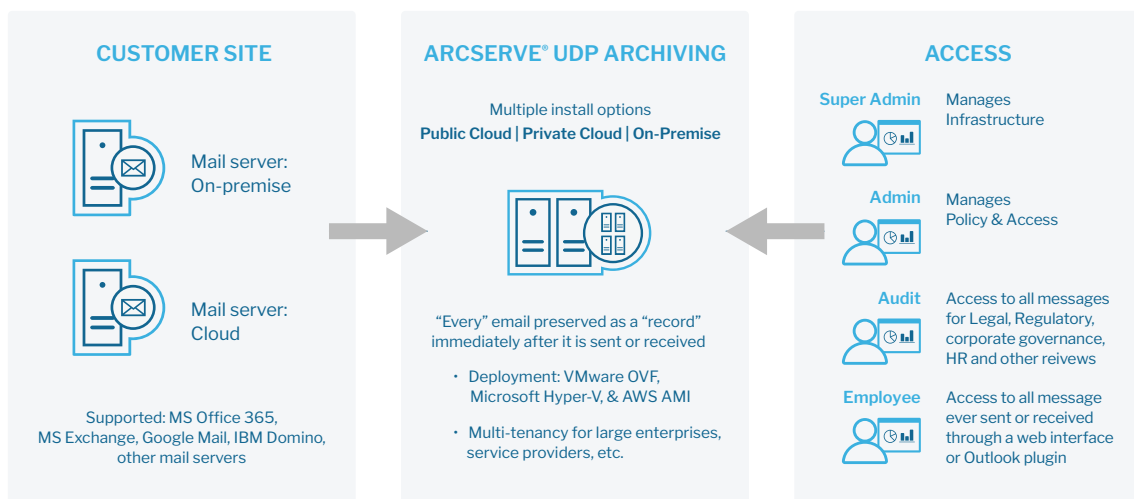 CUSTOMER SITE
Mail server:
On-premise
Mail server:
Cloud
Supported: MS Office 365,
MS Exchange, Google Mail, IBM Domino,
other mail servers
ARCSERVE® UDP ARCHIVING
Multiple install options
Public Cloud | Private Cloud | On-Premise
“Every” email preserved as a “record”
immediately after it is sent or received
• Deployment: VMware OVF,
Microsoft Hyper-V, & AWS AMI
• Multi-tenancy for large enterprises,
service providers, etc.
ACCESS
Super Admin
Manages
Infrastructure
Admin
Manages
Policy & Access
Audit
Access to all messages
for Legal, Regulatory,
corporate governance,
HR and other reivews
Employee
Access to all message
ever sent or received
through a web interface
or Outlook plugin